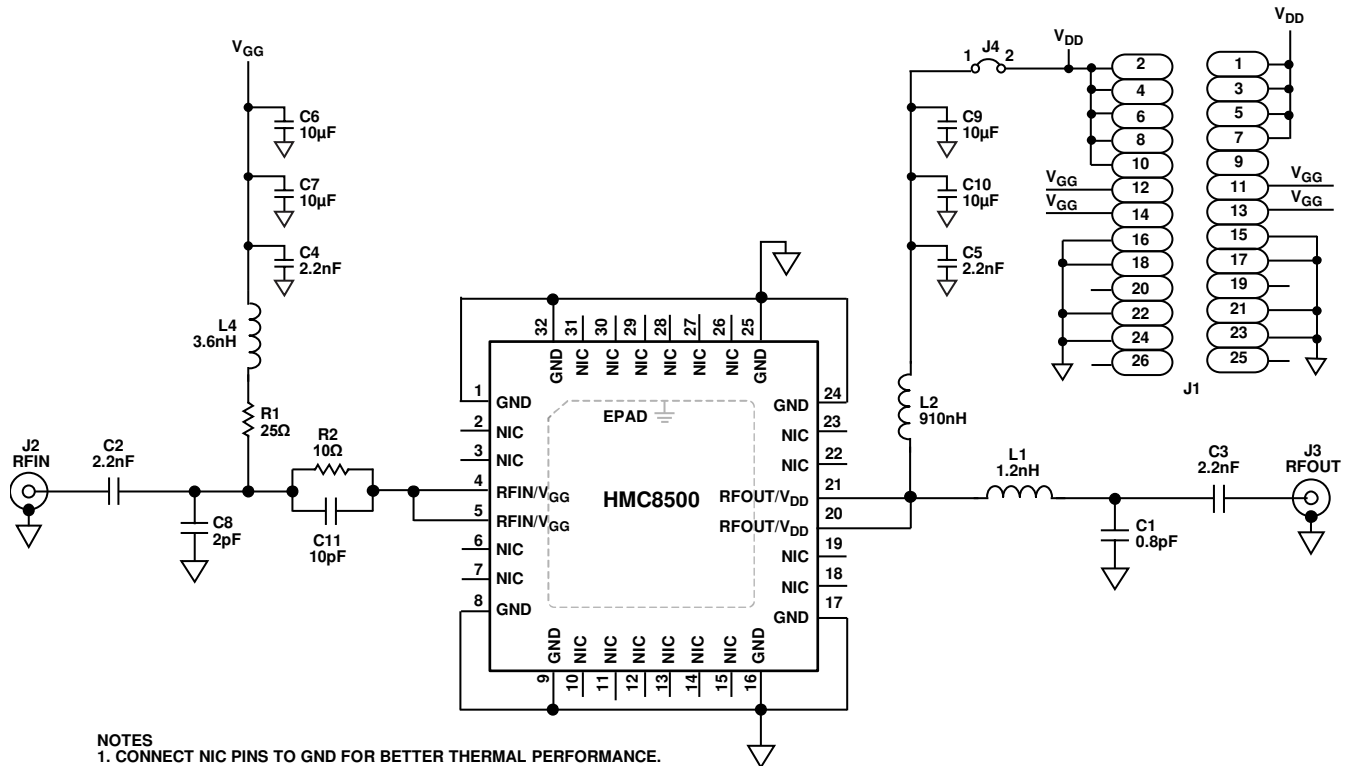 VGG
C6
10µF
C7
10µF
C4
2.2nF
L4
3.6nH
R1
25Ω
J2
RFIN
C2
2.2nF
C8
2pF
R2
10Ω
C11
10pF
32
31
30
29
28
27
26
25
GND
NIC
NIC
NIC
NIC
NIC
NIC
GND
1
GND
2
NIC
3
NIC
4
RFIN/VGG
5
RFIN/VGG
6
NIC
7
NIC
8
GND
EPAD
HMC8500
24
GND
23
NIC
22
NIC
21
RFOUT/VDD
20
RFOUT/VDD
19
NIC
18
NIC
17
GND
GND
NIC
NIC
NIC
NIC
NIC
NIC
GND
9
10
11
12
13
14
15
16
1
J4
2
VDD
C9
10µF
C10
10µF
C5
2.2nF
L2
910nH
L1
1.2nH
C1
0.8pF
C3
2.2nF
J3
RFOUT
VDD
2
4
6
8
10
VGG
12
VGG
14
16
18
20
22
24
26
1
3
5
7
9
11
VGG
13
VGG
15
17
19
21
23
25
J1
NOTES
1. CONNECT NIC PINS TO GND FOR BETTER THERMAL PERFORMANCE.